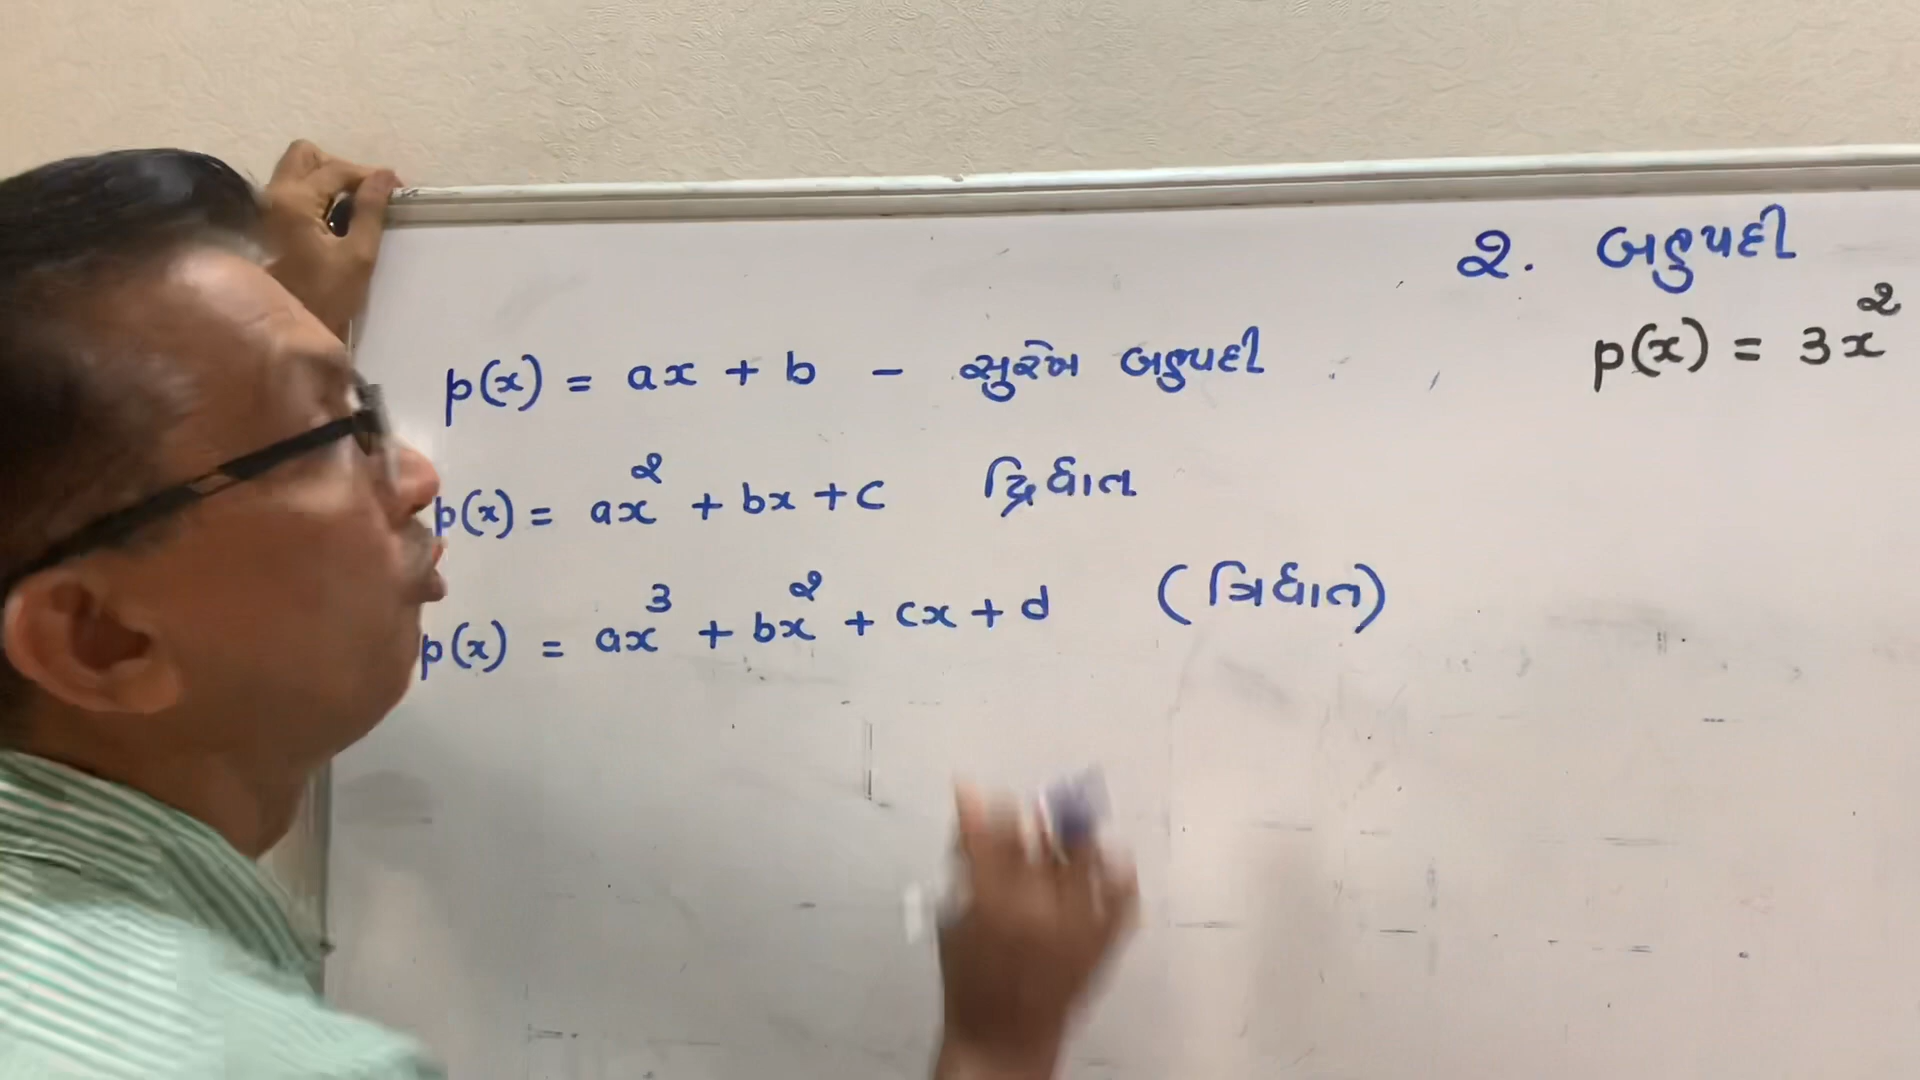 ૨. બહુપદી
p(x) = 3x²
p(x) = ax + b - સુરેખ બહુપદી
p(x) = ax² + bx + c દ્વિઘાત
p(x) = ax³ + bx² + cx + d (ત્રિઘાત)